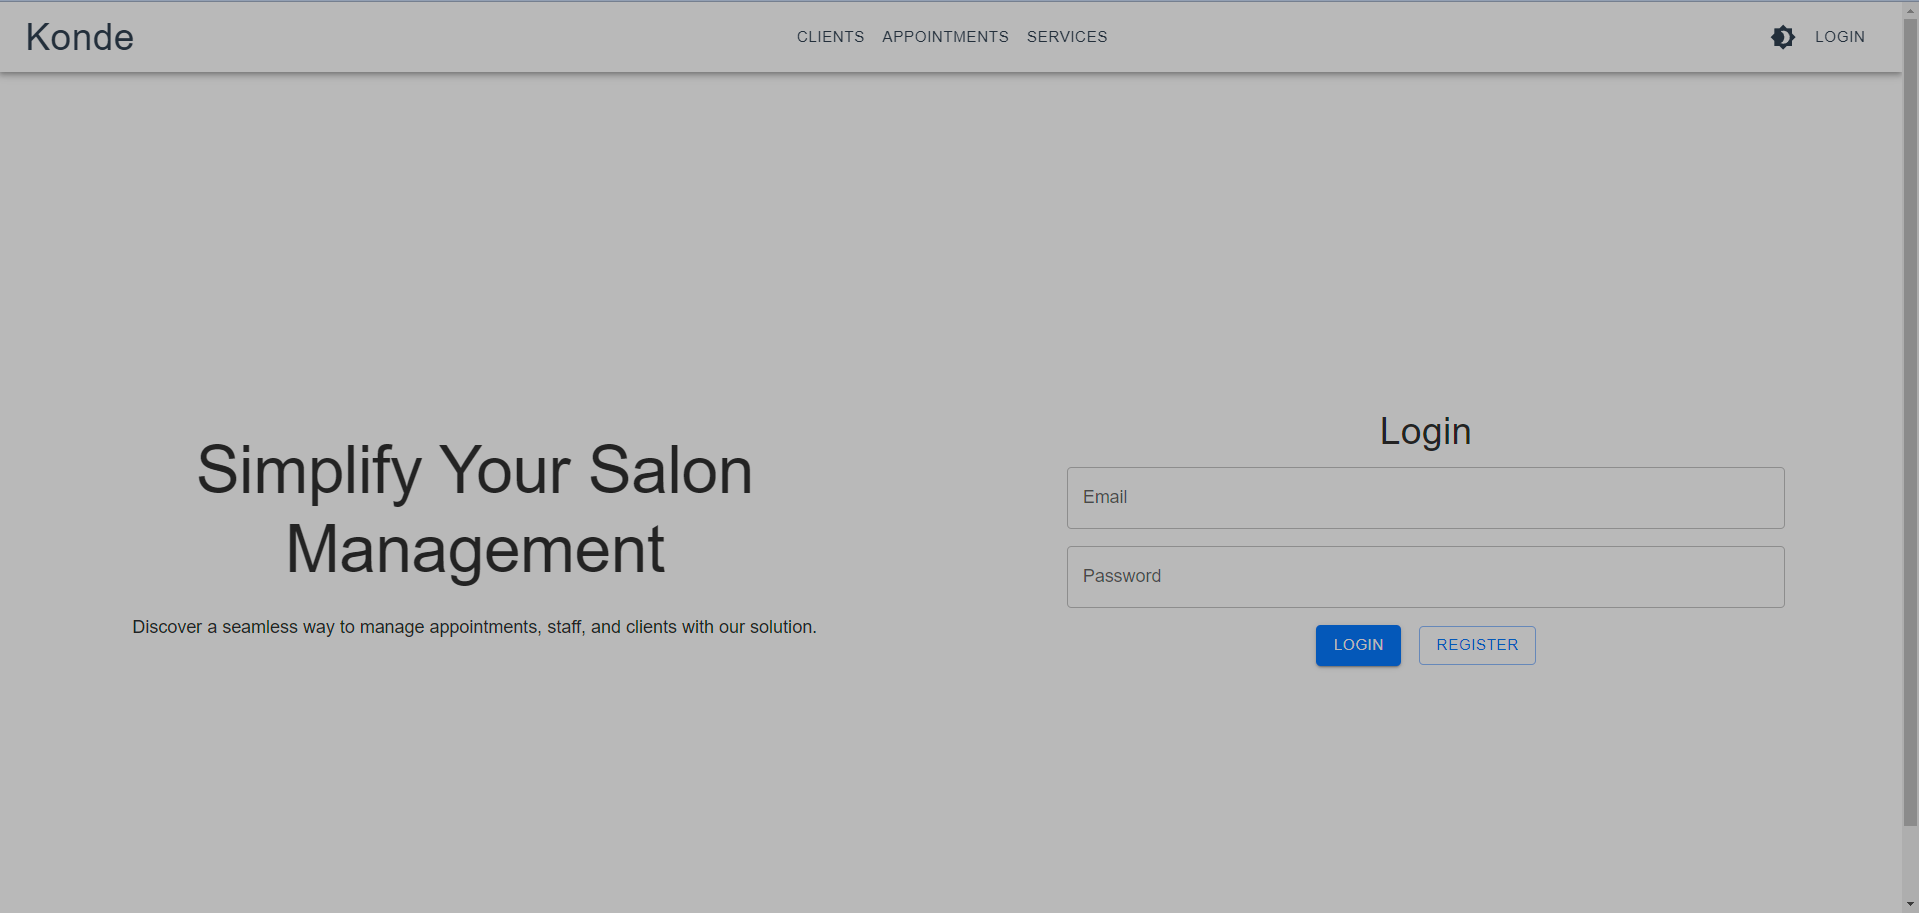 Konde
CLIENTS APPOINTMENTS SERVICES
LOGIN
Simplify Your Salon
Management
Discover a seamless way to manage appointments, staff, and clients with our solution.
Login
Email
Password
LOGIN REGISTER